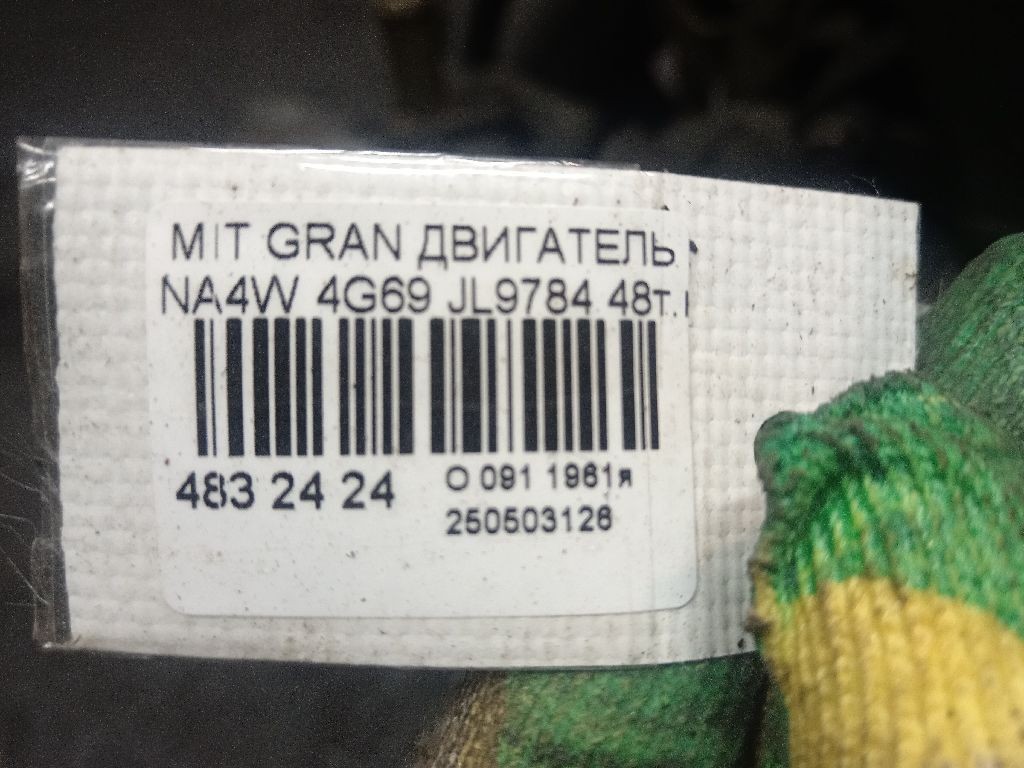 MIT GRAN ДВИГАТЕЛЬ
NA4W 4G69 JL9784 48т.
483 24 24
О 091 1961я
250503126